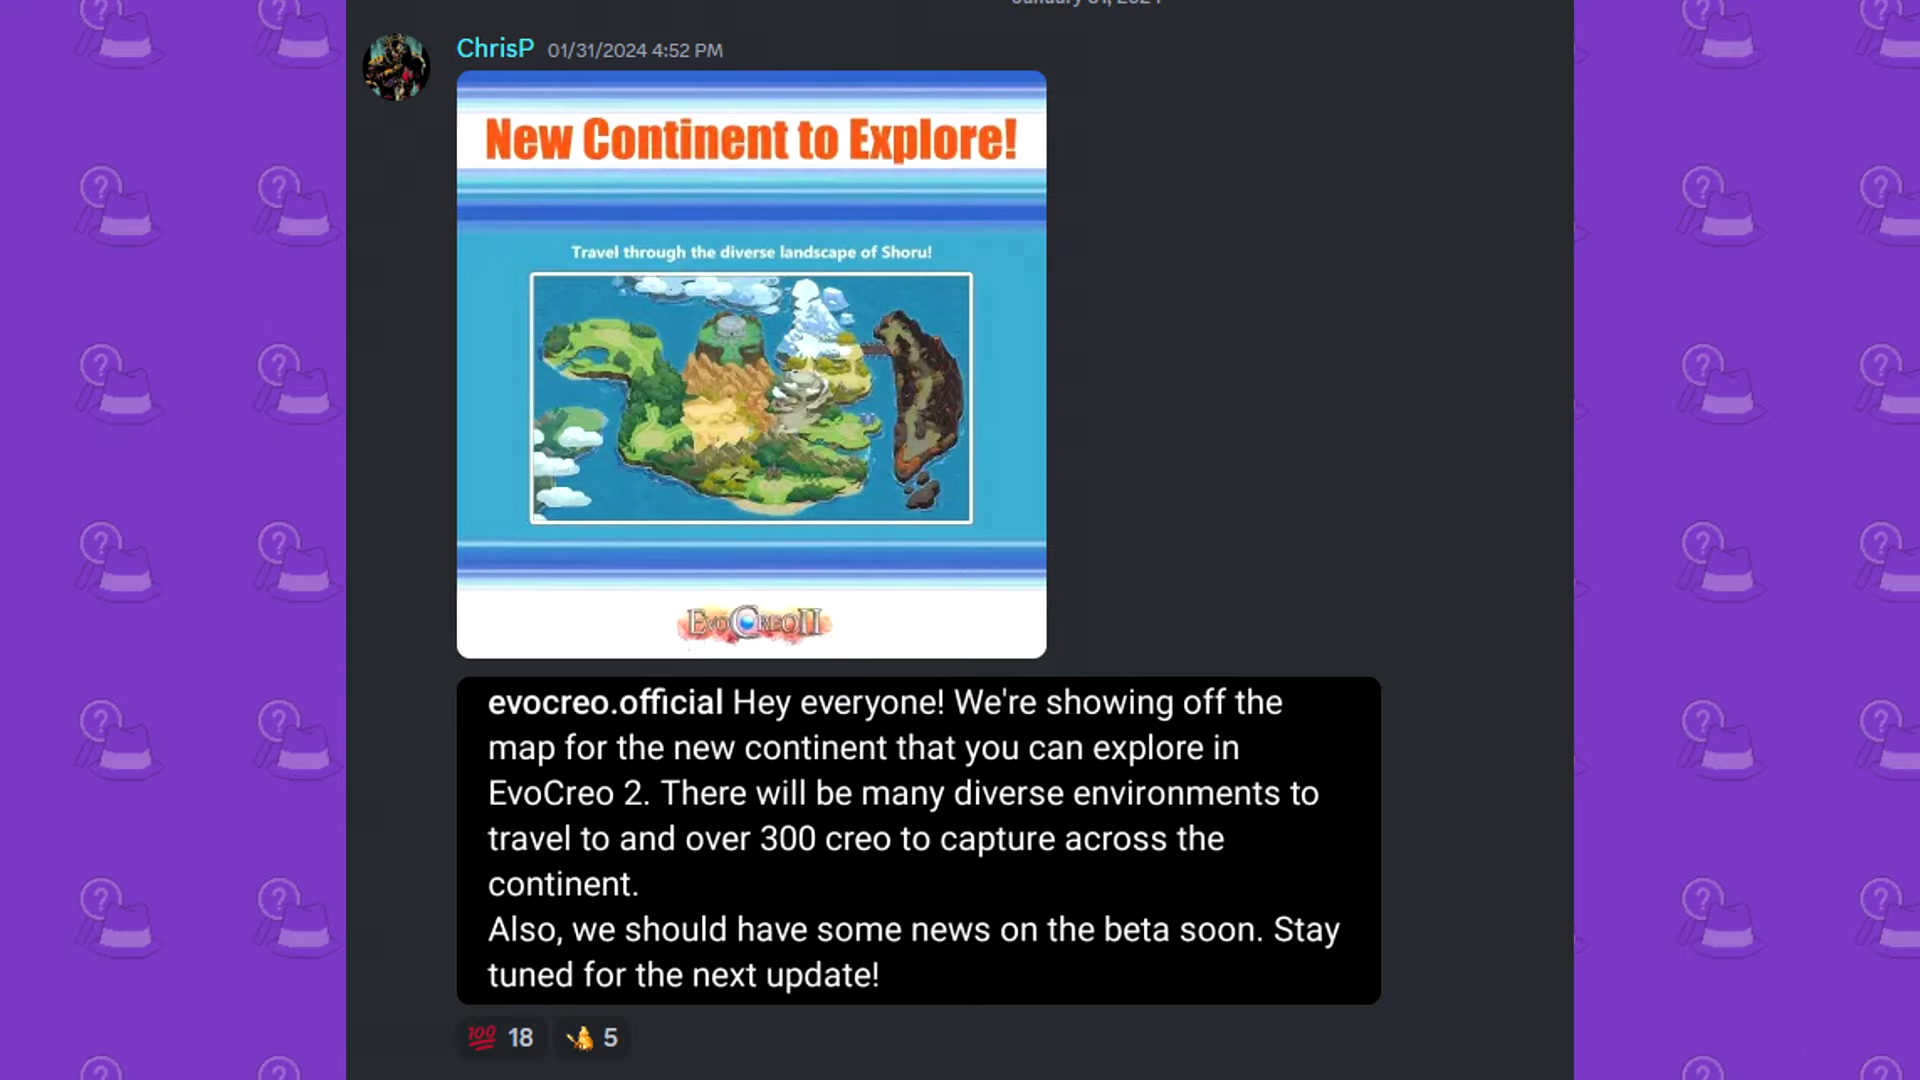 ChrisP 01/31/2024 4:52 PM
New Continent to Explore!
Travel through the diverse landscape of Shoru!
EVOCREOII
evocreo.official Hey everyone! We're showing off the
map for the new continent that you can explore in
EvoCreo 2. There will be many diverse environments to
travel to and over 300 creo to capture across the
continent.
Also, we should have some news on the beta soon. Stay
tuned for the next update!
100 18 5